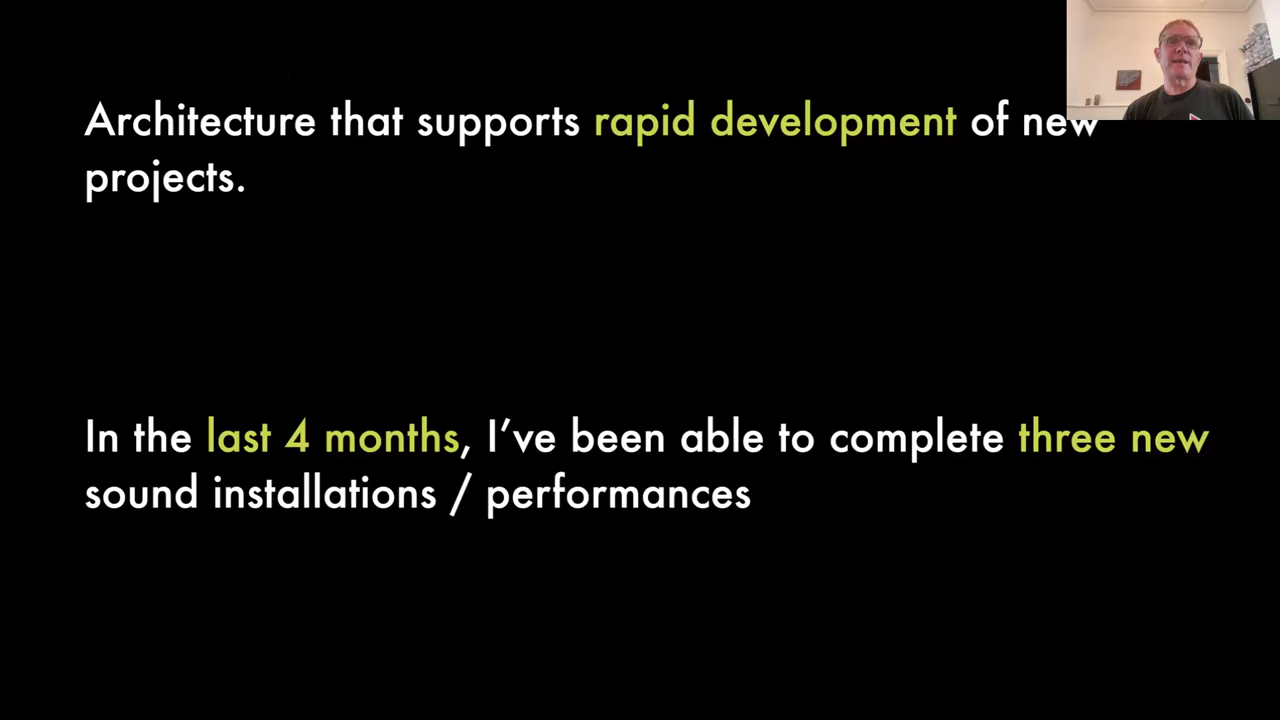 Architecture that supports rapid development of new
projects.
In the last 4 months, I’ve been able to complete three new
sound installations / performances